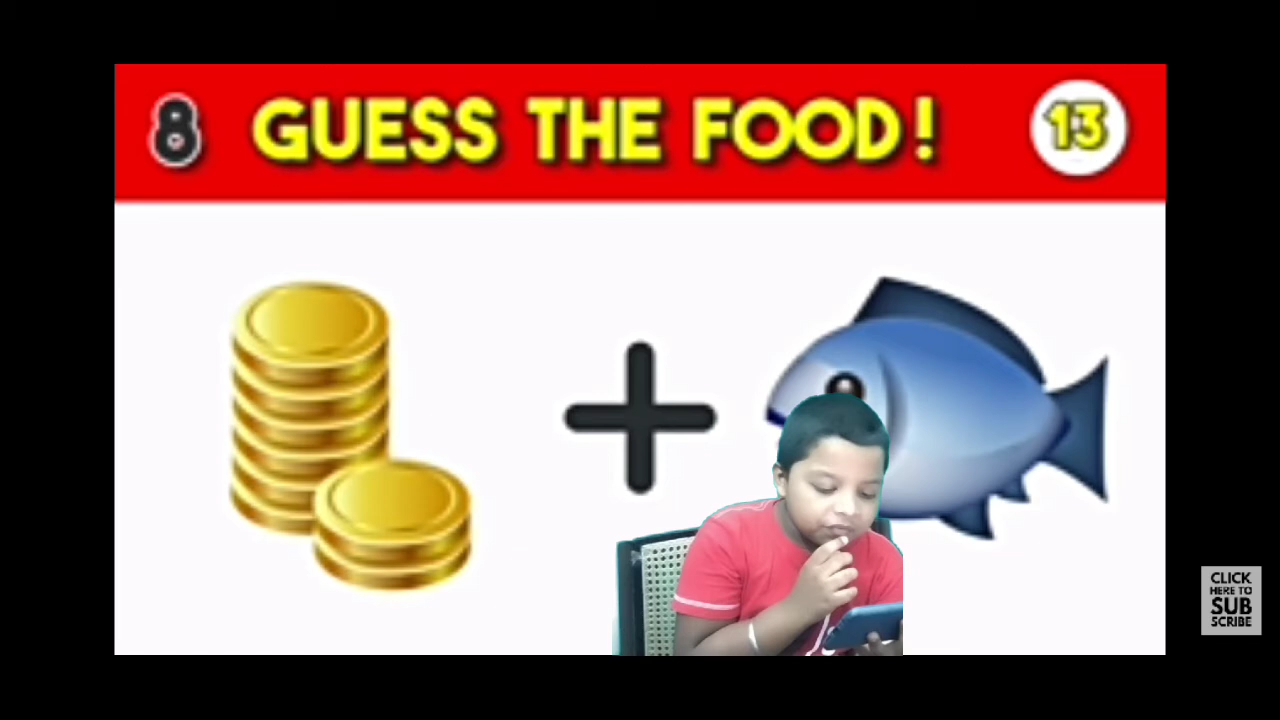 8 GUESS THE FOOD! 13
CLICK
HERE TO
SUB
SCRIBE